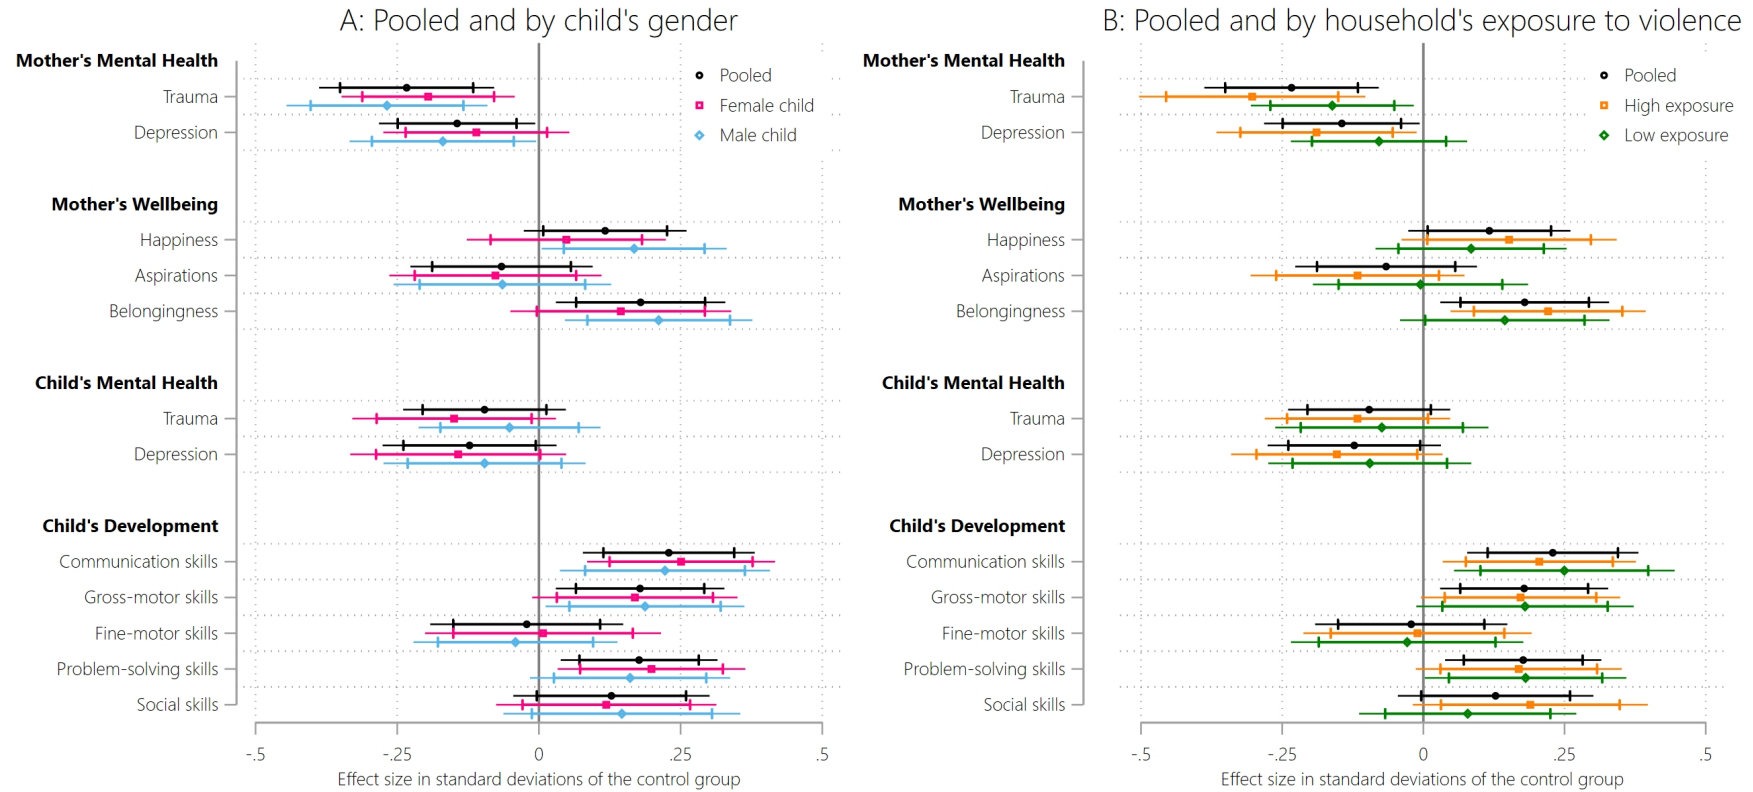 A: Pooled and by child's gender
Mother's Mental Health
Trauma
Depression
Mother's Wellbeing
Happiness
Aspirations
Belongingness
Child's Mental Health
Trauma
Depression
Child's Development
Communication skills
Gross-motor skills
Fine-motor skills
Problem-solving skills
Social skills
Pooled
Female child
Male child
-.5 -.25 0 .25 .5
Effect size in standard deviations of the control group
B: Pooled and by household's exposure to violence
Mother's Mental Health
Trauma
Depression
Mother's Wellbeing
Happiness
Aspirations
Belongingness
Child's Mental Health
Trauma
Depression
Child's Development
Communication skills
Gross-motor skills
Fine-motor skills
Problem-solving skills
Social skills
Pooled
High exposure
Low exposure
-.5 -.25 0 .25 .5
Effect size in standard deviations of the control group